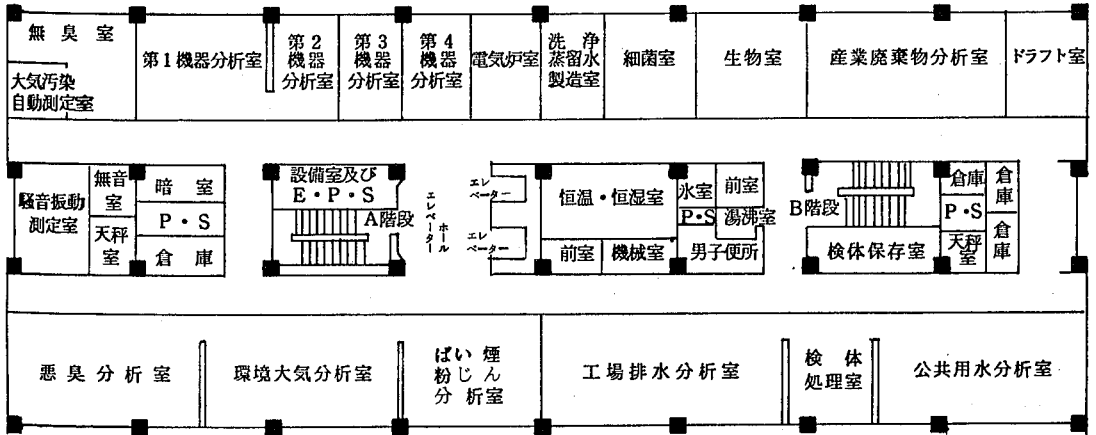 無臭室
大気汚染
自動測定室
第1機器分析室
第2
機器
分析室
第3
機器
分析室
第4
機器
分析室
電気炉室
洗浄
蒸留水
製造室
細菌室
生物室
産業廃棄物分析室
ドラフト室
騒音振動
測定室
無音
室
天秤
室
暗室
P・S
倉庫
設備室及び
E・P・S
A階段
エレベーター
ホール
エレ
ベーター
エレ
ベーター
恒温・恒湿室
前室
機械室
氷室
前室
P・S
湯沸室
男子便所
B階段
検体保存室
倉庫
P・S
天秤
室
倉庫
倉庫
悪臭分析室
環境大気分析室
ばい煙
粉じん
分析室
工場排水分析室
検体
処理室
公共用水分析室